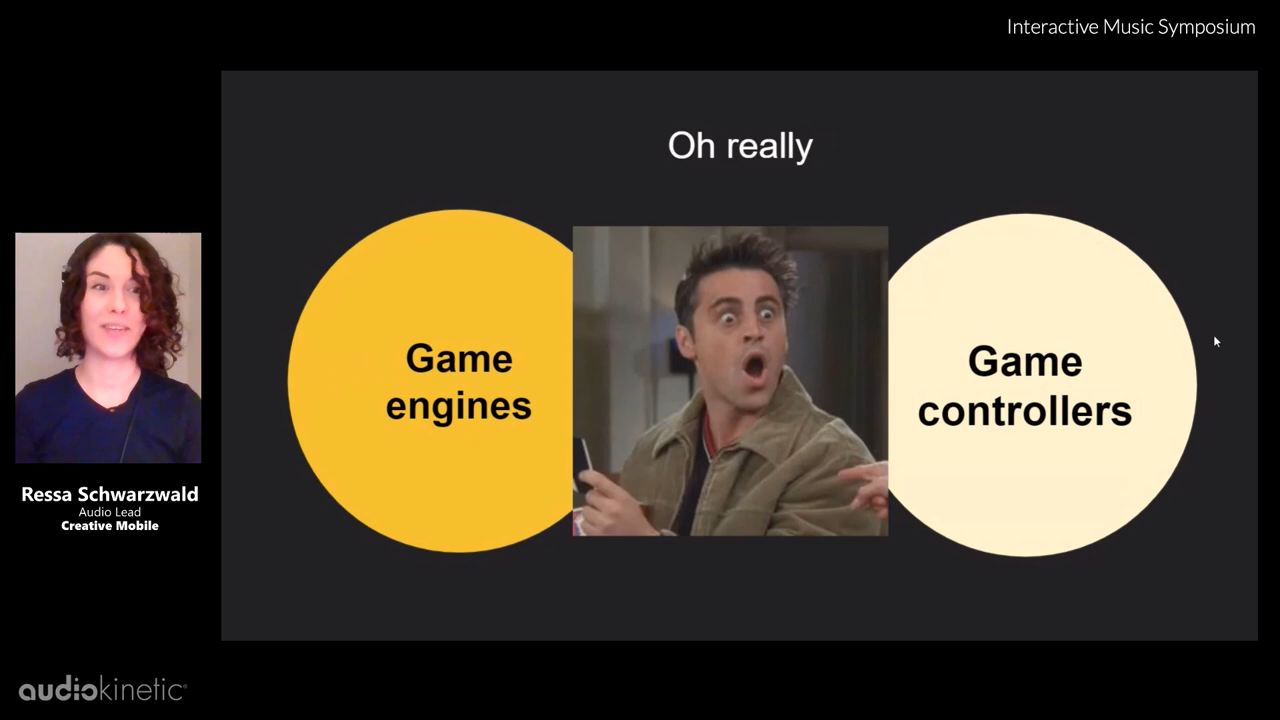 Interactive Music Symposium
Oh really
Game
engines
Game
controllers
Ressa Schwarzwald
Audio Lead
Creative Mobile
audiokinetic